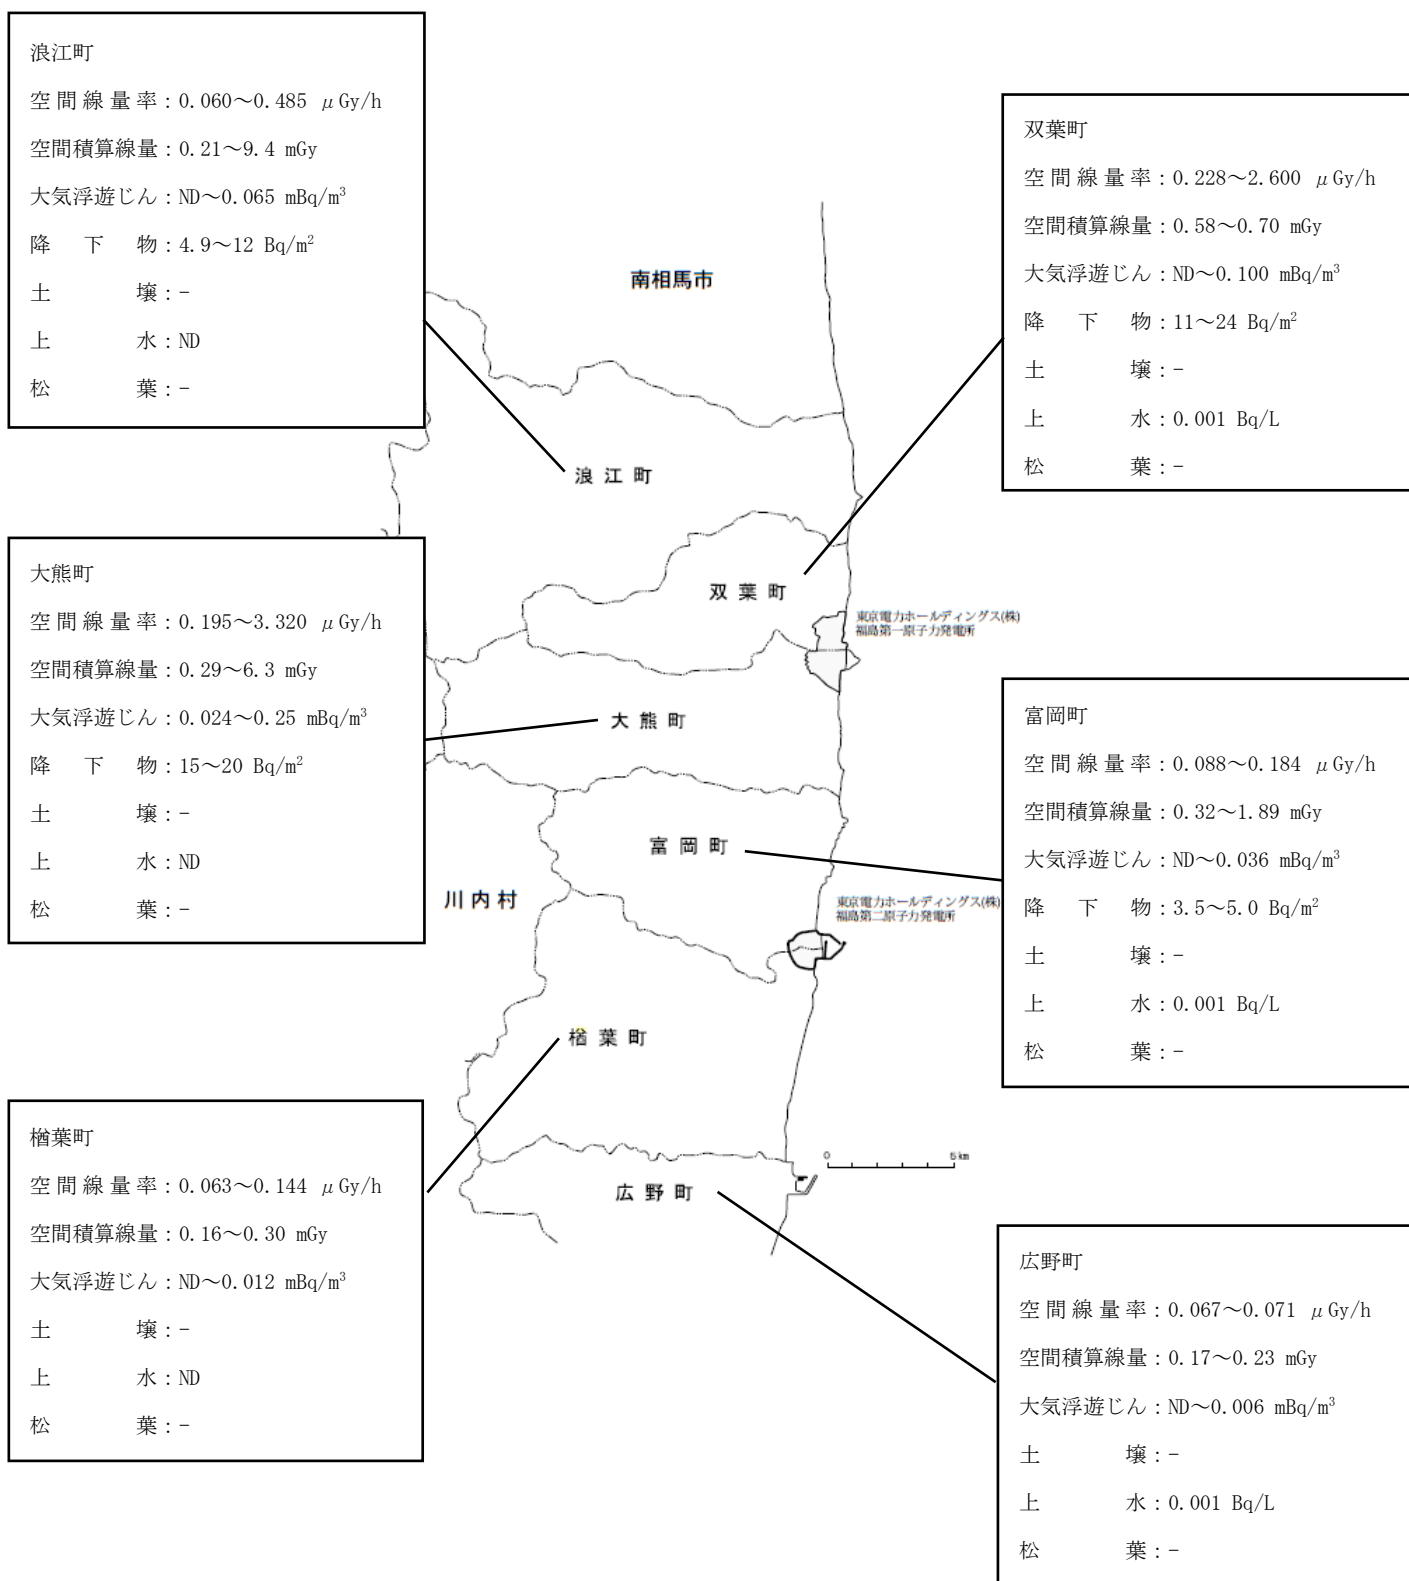 浪江町
空間線量率：0.060～0.485 μGy/h
空間積算線量：0.21～9.4 mGy
大気浮遊じん：ND～0.065 mBq/m³
降下物：4.9～12 Bq/m²
土壌：-
上水：ND
松葉：-
双葉町
空間線量率：0.228～2.600 μGy/h
空間積算線量：0.58～0.70 mGy
大気浮遊じん：ND～0.100 mBq/m³
降下物：11～24 Bq/m²
土壌：-
上水：0.001 Bq/L
松葉：-
南相馬市
浪江町
双葉町
東京電力ホールディングス(株)
福島第一原子力発電所
大熊町
空間線量率：0.195～3.320 μGy/h
空間積算線量：0.29～6.3 mGy
大気浮遊じん：0.024～0.25 mBq/m³
降下物：15～20 Bq/m²
土壌：-
上水：ND
松葉：-
大熊町
富岡町
空間線量率：0.088～0.184 μGy/h
空間積算線量：0.32～1.89 mGy
大気浮遊じん：ND～0.036 mBq/m³
降下物：3.5～5.0 Bq/m²
土壌：-
上水：0.001 Bq/L
松葉：-
富岡町
川内村
東京電力ホールディングス(株)
福島第二原子力発電所
楢葉町
楢葉町
空間線量率：0.063～0.144 μGy/h
空間積算線量：0.16～0.30 mGy
大気浮遊じん：ND～0.012 mBq/m³
土壌：-
上水：ND
松葉：-
0 5km
広野町
広野町
空間線量率：0.067～0.071 μGy/h
空間積算線量：0.17～0.23 mGy
大気浮遊じん：ND～0.006 mBq/m³
土壌：-
上水：0.001 Bq/L
松葉：-